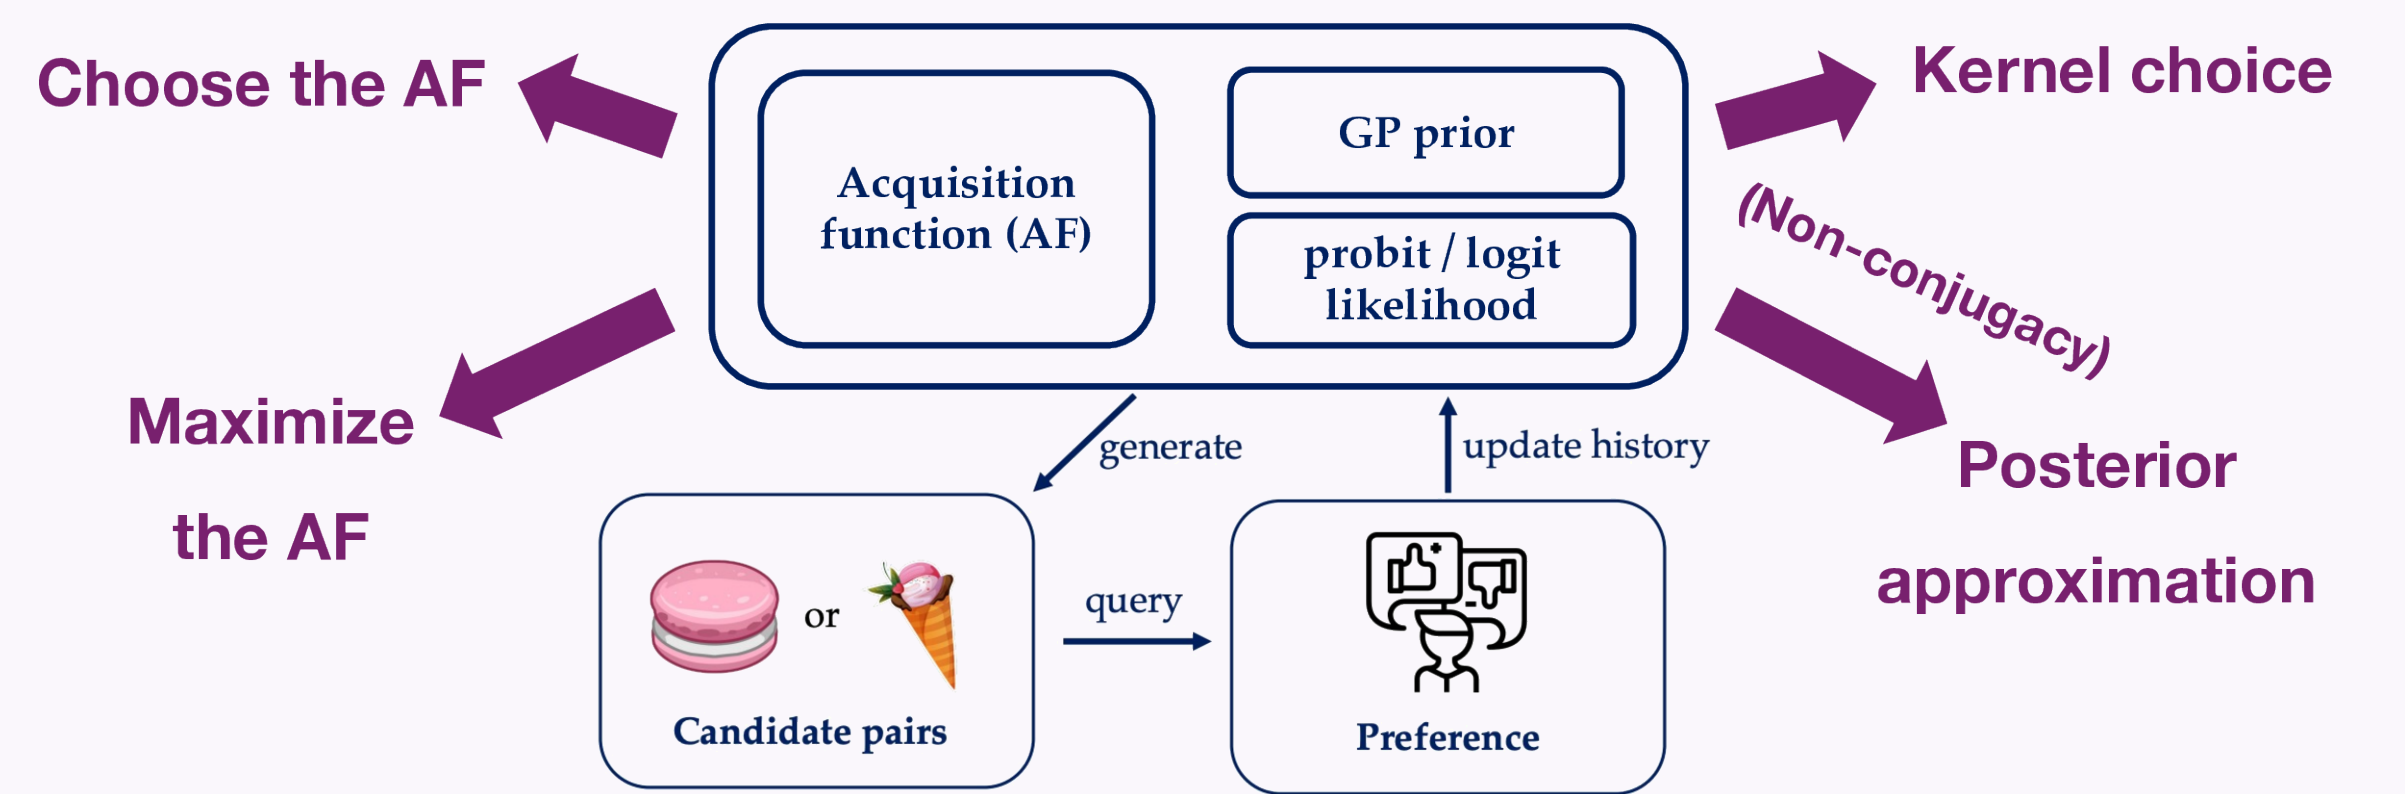 Choose the AF
Maximize
the AF
Acquisition
function (AF)
GP prior
probit / logit
likelihood
Kernel choice
(Non-conjugacy)
Posterior
approximation
generate
update history
or
Candidate pairs
query
Preference